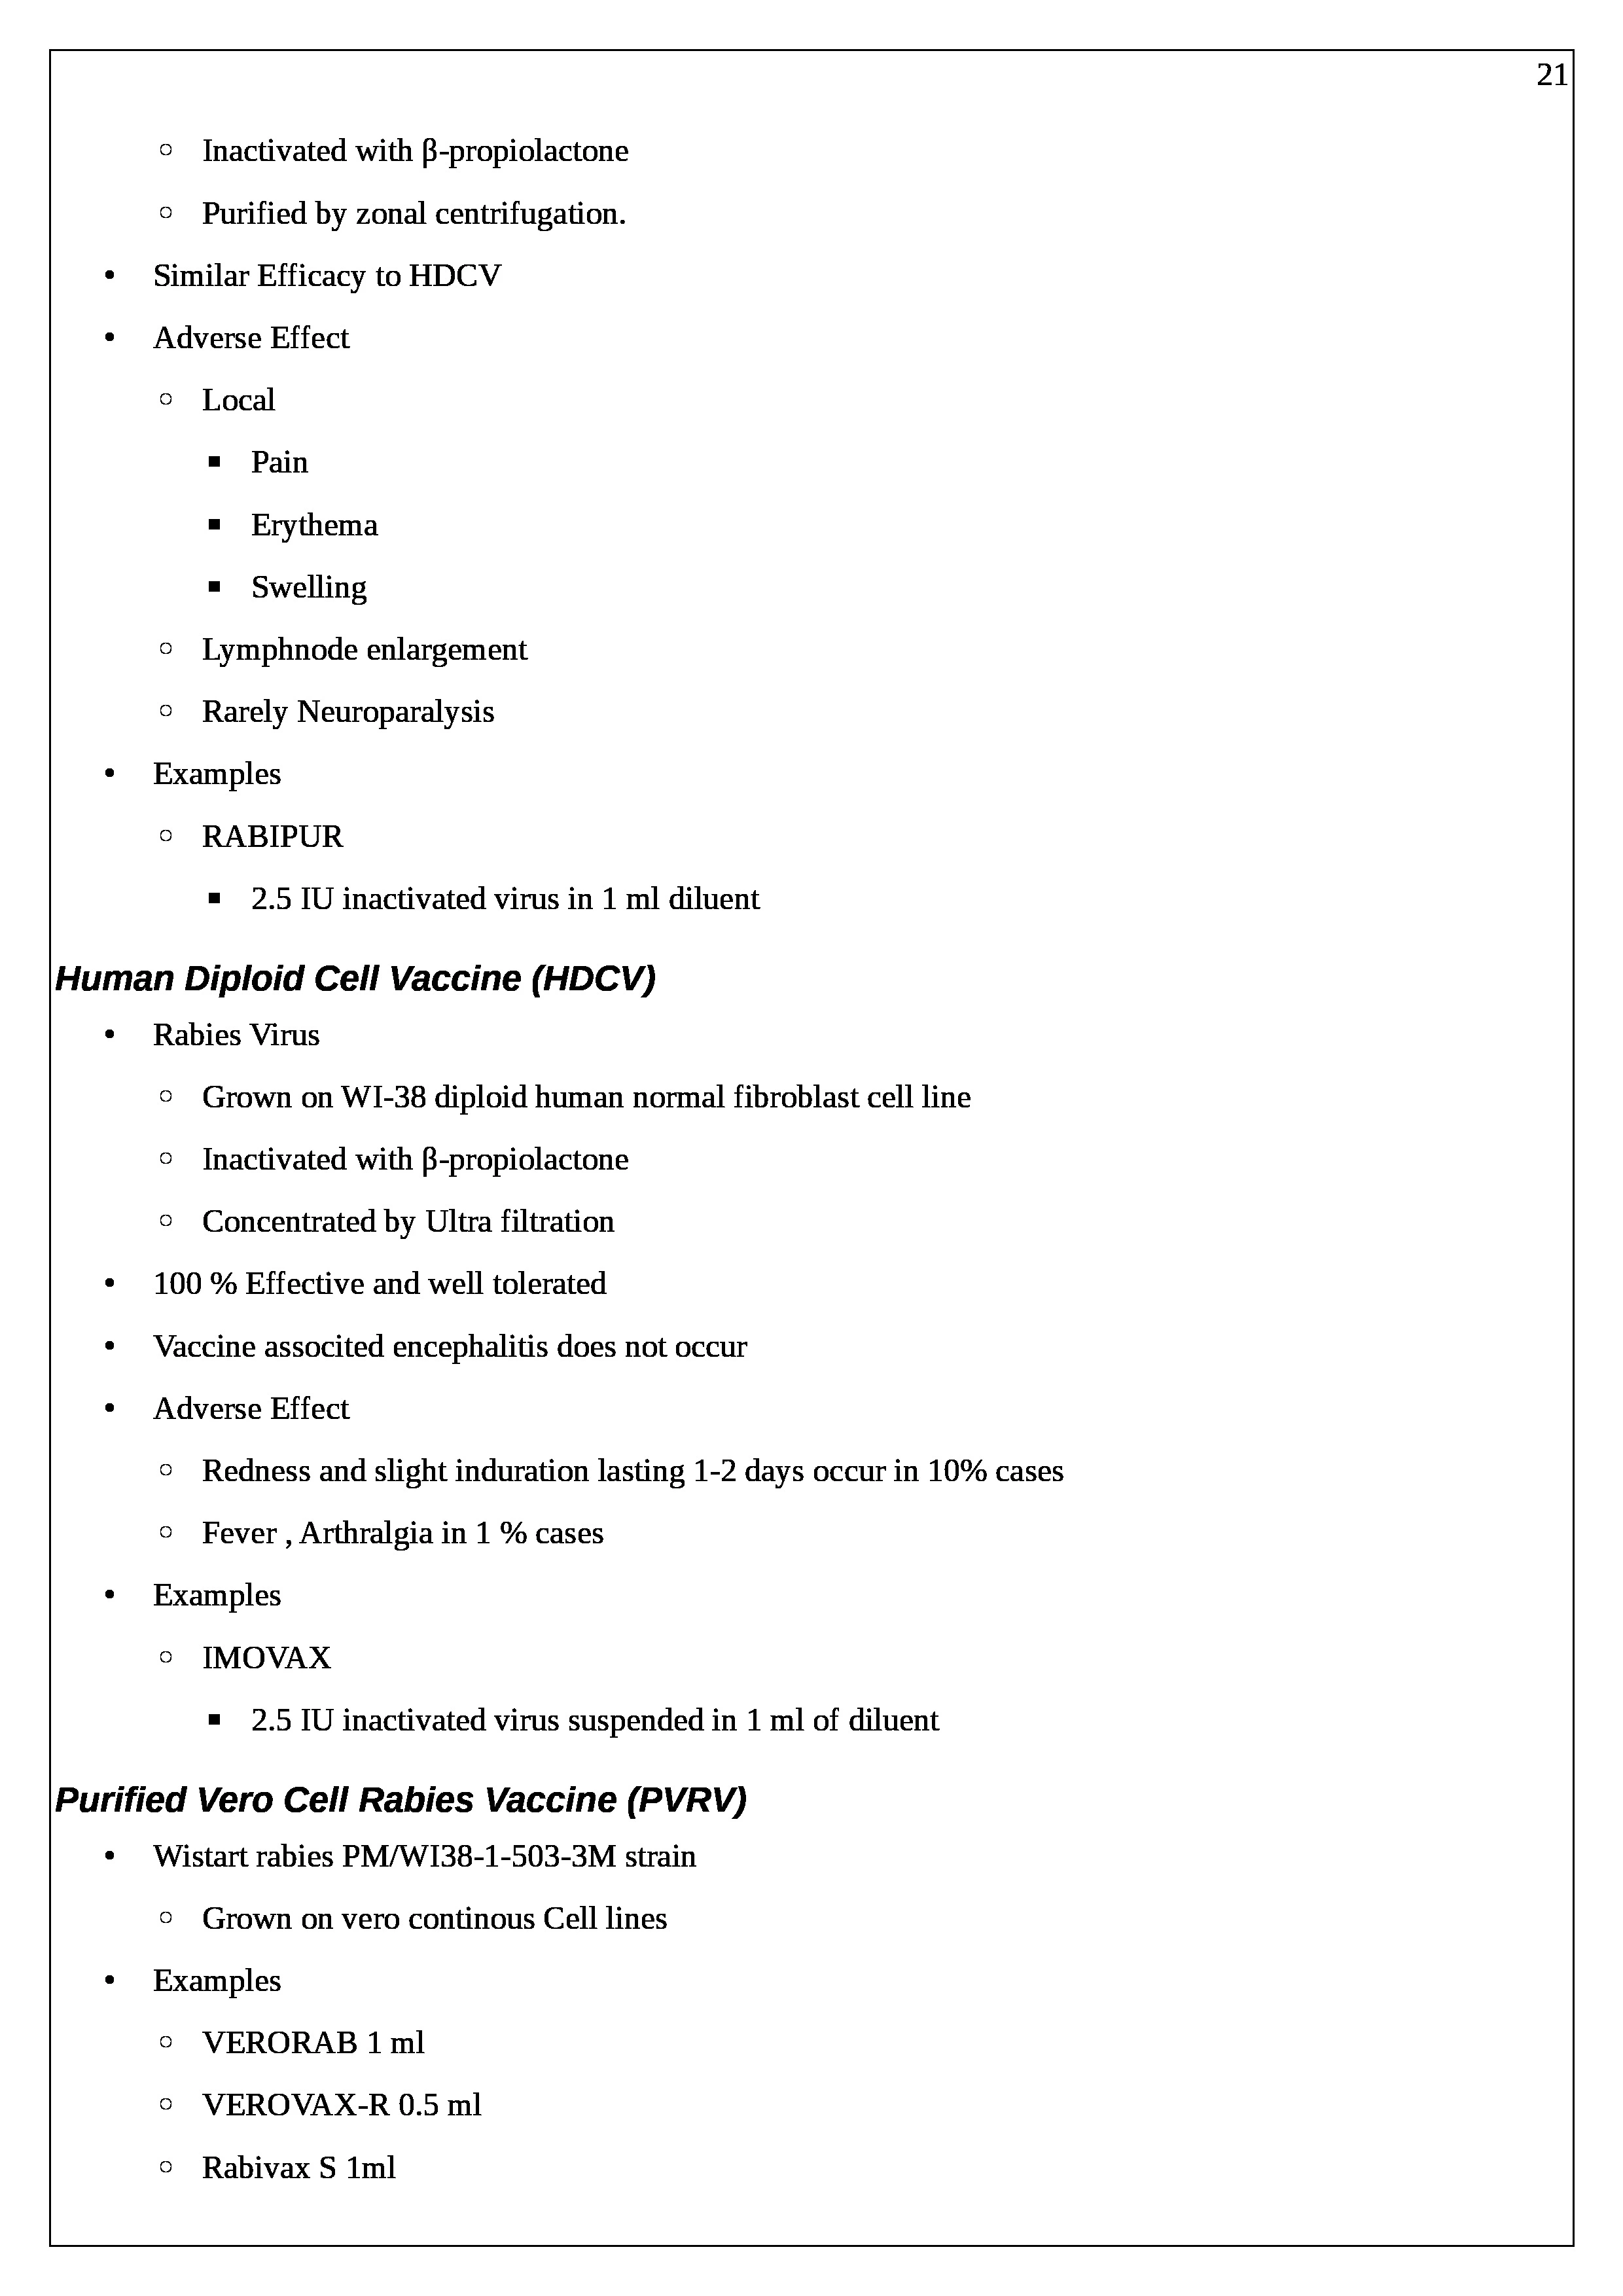 21
○ Inactivated with β-propiolactone
○ Purified by zonal centrifugation.
• Similar Efficacy to HDCV
• Adverse Effect
○ Local
▪ Pain
▪ Erythema
▪ Swelling
○ Lymphnode enlargement
○ Rarely Neuroparalysis
• Examples
○ RABIPUR
▪ 2.5 IU inactivated virus in 1 ml diluent
Human Diploid Cell Vaccine (HDCV)
• Rabies Virus
○ Grown on WI-38 diploid human normal fibroblast cell line
○ Inactivated with β-propiolactone
○ Concentrated by Ultra filtration
• 100 % Effective and well tolerated
• Vaccine associted encephalitis does not occur
• Adverse Effect
○ Redness and slight induration lasting 1-2 days occur in 10% cases
○ Fever , Arthralgia in 1 % cases
• Examples
○ IMOVAX
▪ 2.5 IU inactivated virus suspended in 1 ml of diluent
Purified Vero Cell Rabies Vaccine (PVRV)
• Wistart rabies PM/WI38-1-503-3M strain
○ Grown on vero continous Cell lines
• Examples
○ VERORAB 1 ml
○ VEROVAX-R 0.5 ml
○ Rabivax S 1ml